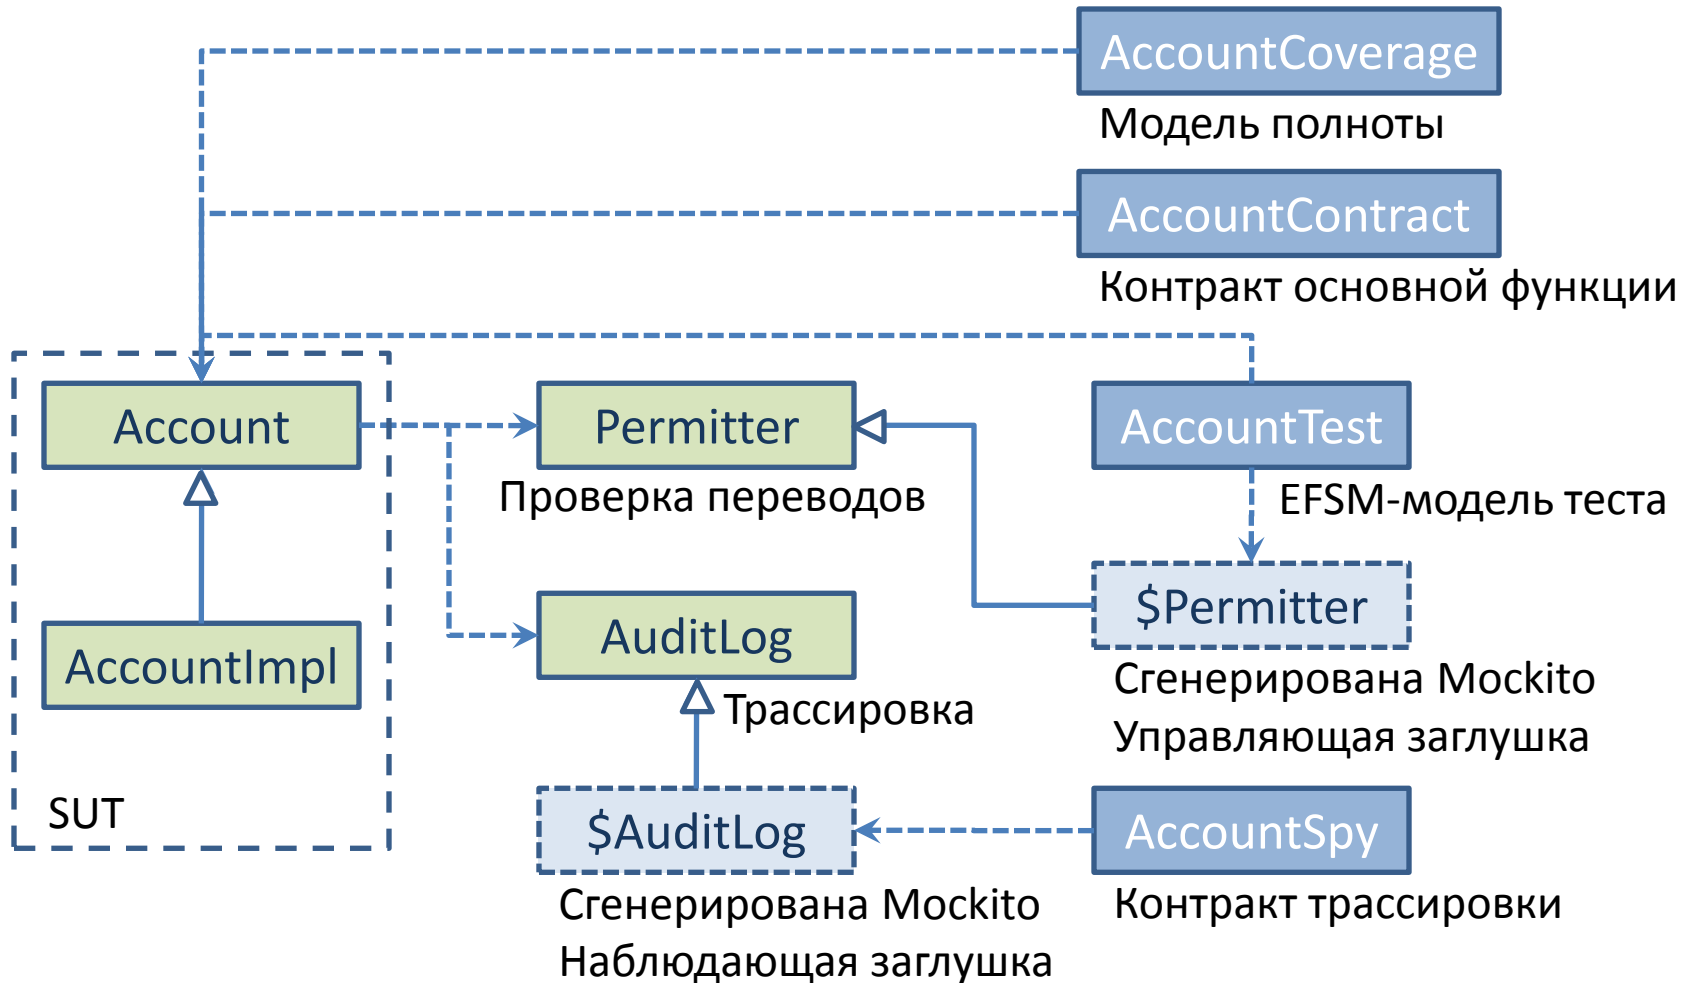 AccountCoverage
Модель полноты
AccountContract
Контракт основной функции
Account
Permitter
AccountTest
Проверка переводов
EFSM-модель теста
$Permitter
AuditLog
AccountImpl
Сгенерирована Mockito
Управляющая заглушка
Трассировка
SUT
$AuditLog
AccountSpy
Сгенерирована Mockito
Наблюдающая заглушка
Контракт трассировки